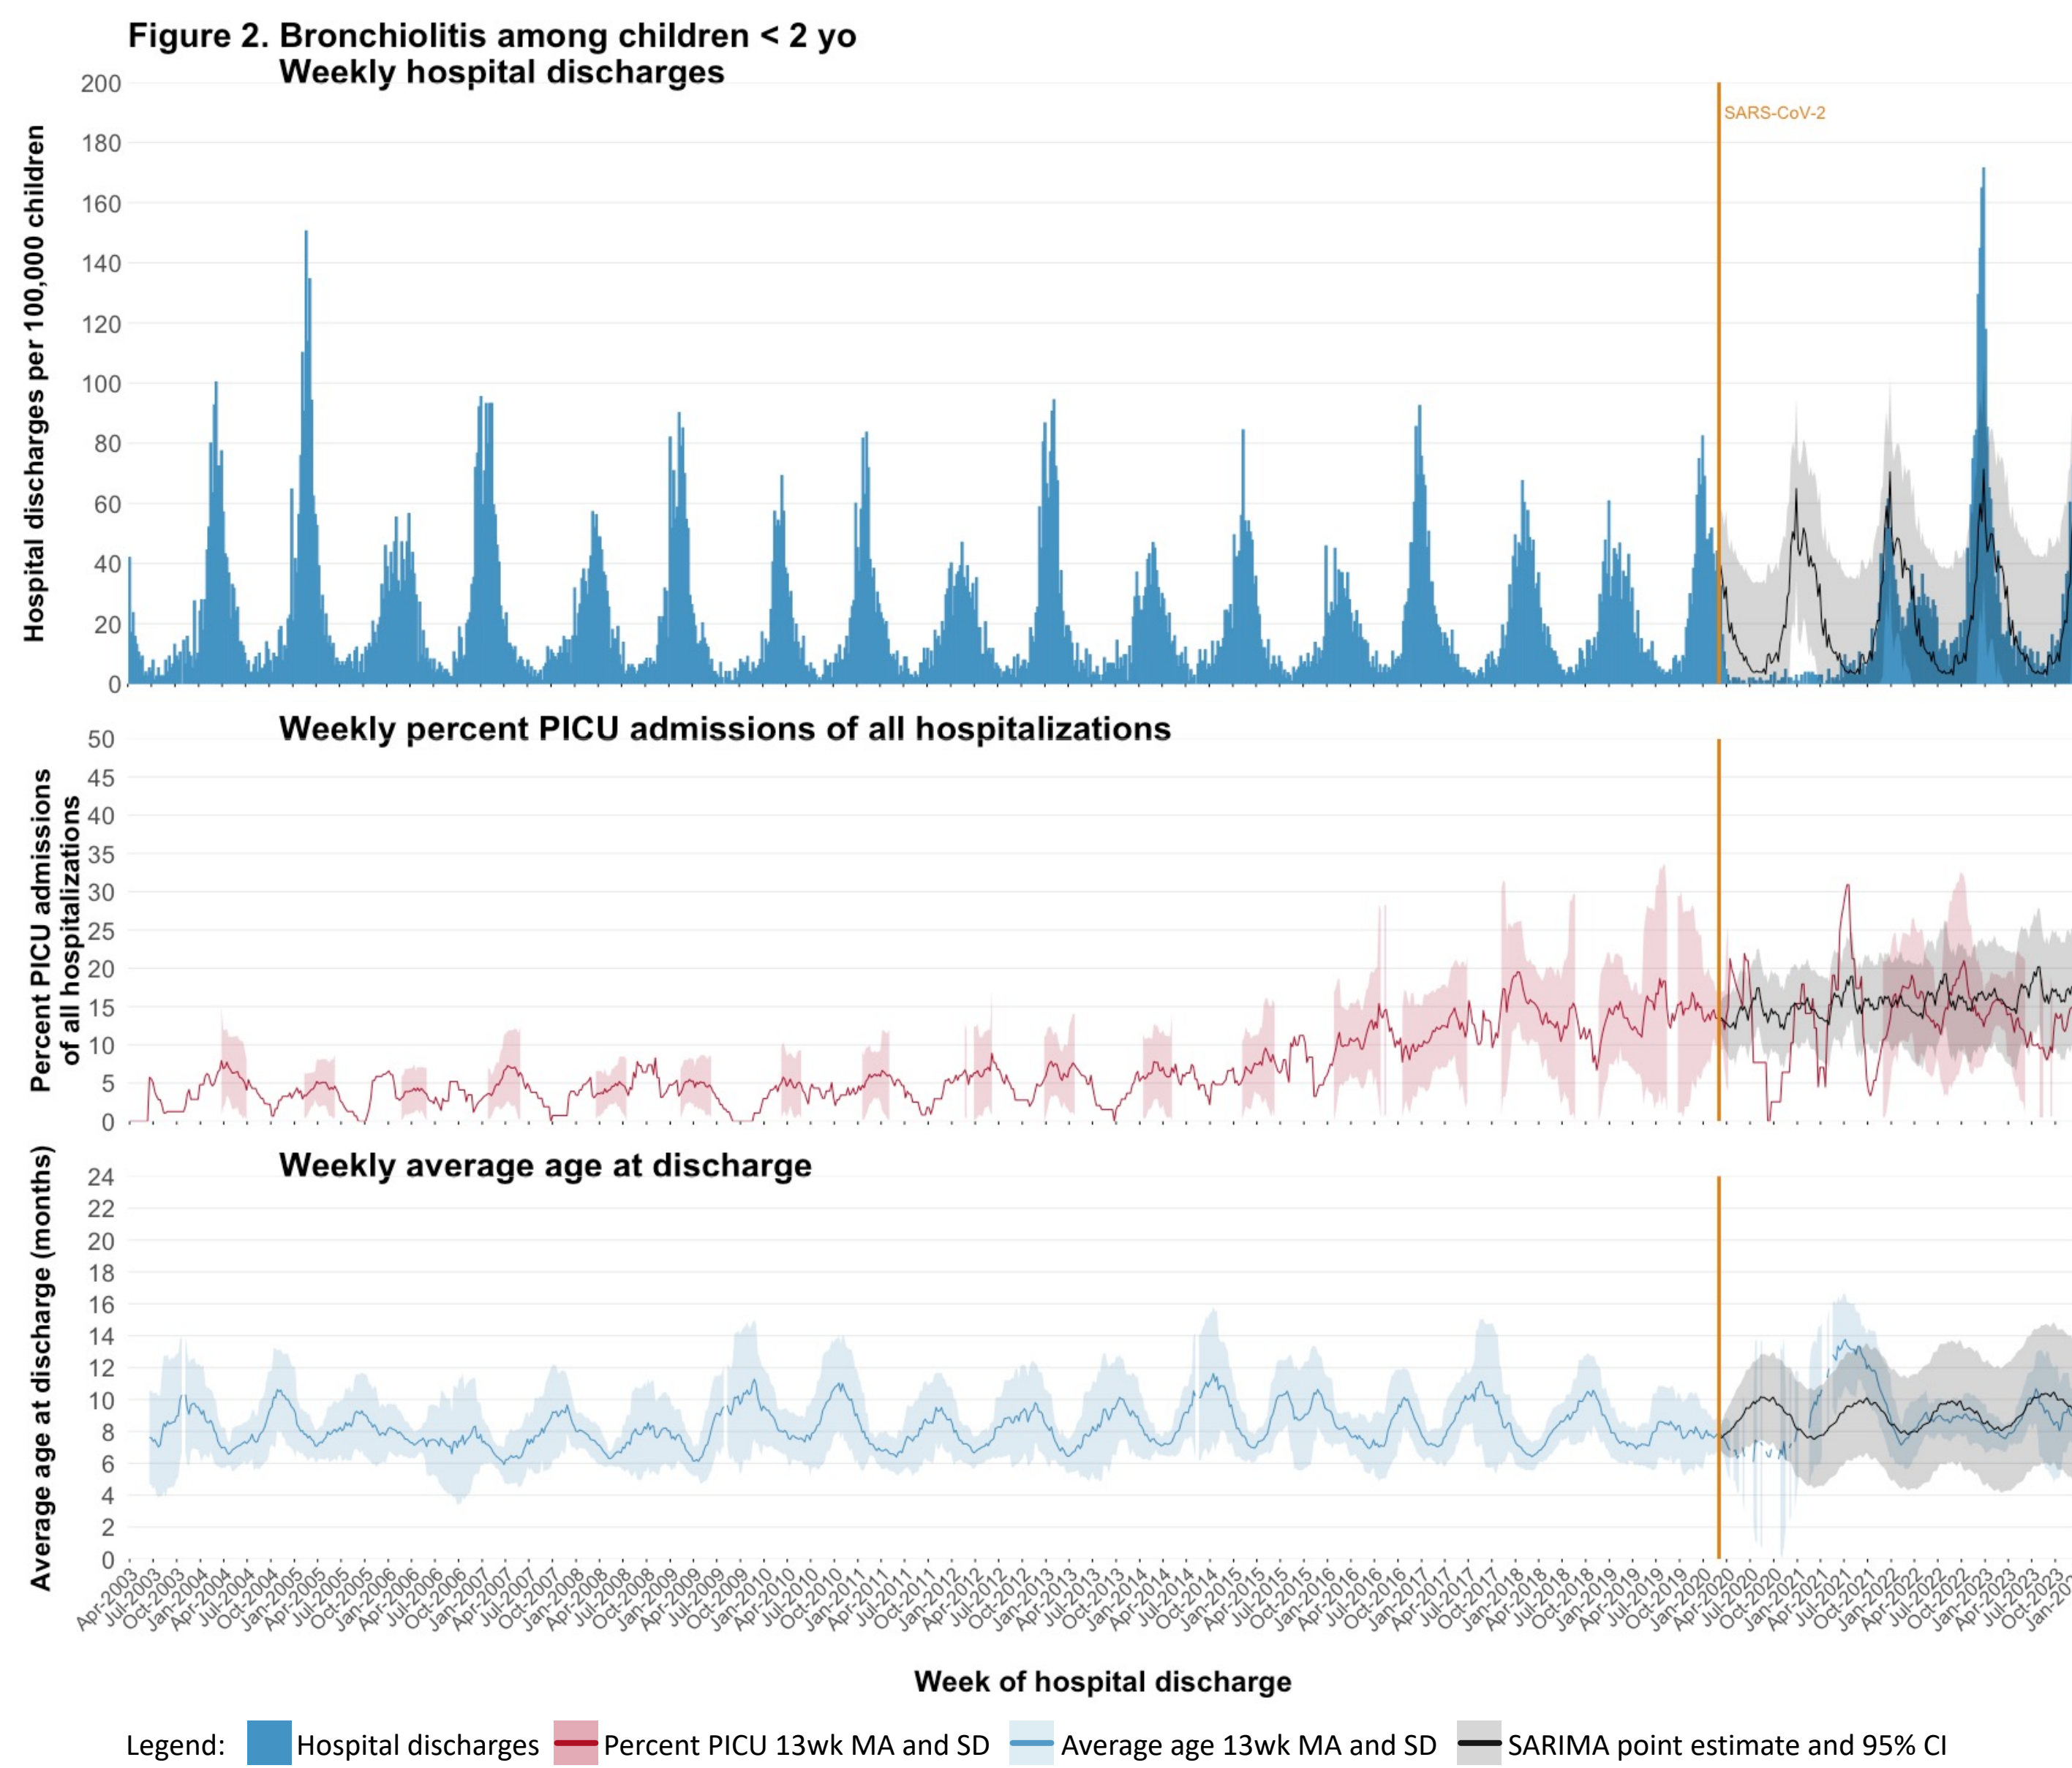 Figure 2. Bronchiolitis among children < 2 yo
Weekly hospital discharges
Hospital discharges per 100,000 children
200
180
160
140
120
100
80
60
40
20
0
SARS-CoV-2
Weekly percent PICU admissions of all hospitalizations
Percent PICU admissions
of all hospitalizations
50
45
40
35
30
25
20
15
10
5
0
Weekly average age at discharge
Average age at discharge (months)
24
22
20
18
16
14
12
10
8
6
4
2
0
Apr-2003
Jul-2003
Oct-2003
Jan-2004
Apr-2004
Jul-2004
Oct-2004
Jan-2005
Apr-2005
Jul-2005
Oct-2005
Jan-2006
Apr-2006
Jul-2006
Oct-2006
Jan-2007
Apr-2007
Jul-2007
Oct-2007
Jan-2008
Apr-2008
Jul-2008
Oct-2008
Jan-2009
Apr-2009
Jul-2009
Oct-2009
Jan-2010
Apr-2010
Jul-2010
Oct-2010
Jan-2011
Apr-2011
Jul-2011
Oct-2011
Jan-2012
Apr-2012
Jul-2012
Oct-2012
Jan-2013
Apr-2013
Jul-2013
Oct-2013
Jan-2014
Apr-2014
Jul-2014
Oct-2014
Jan-2015
Apr-2015
Jul-2015
Oct-2015
Jan-2016
Apr-2016
Jul-2016
Oct-2016
Jan-2017
Apr-2017
Jul-2017
Oct-2017
Jan-2018
Apr-2018
Jul-2018
Oct-2018
Jan-2019
Apr-2019
Jul-2019
Oct-2019
Jan-2020
Apr-2020
Jul-2020
Oct-2020
Jan-2021
Apr-2021
Jul-2021
Oct-2021
Jan-2022
Apr-2022
Jul-2022
Oct-2022
Jan-2023
Apr-2023
Jul-2023
Oct-2023
Week of hospital discharge
Legend: Hospital discharges Percent PICU 13wk MA and SD Average age 13wk MA and SD SARIMA point estimate and 95% CI